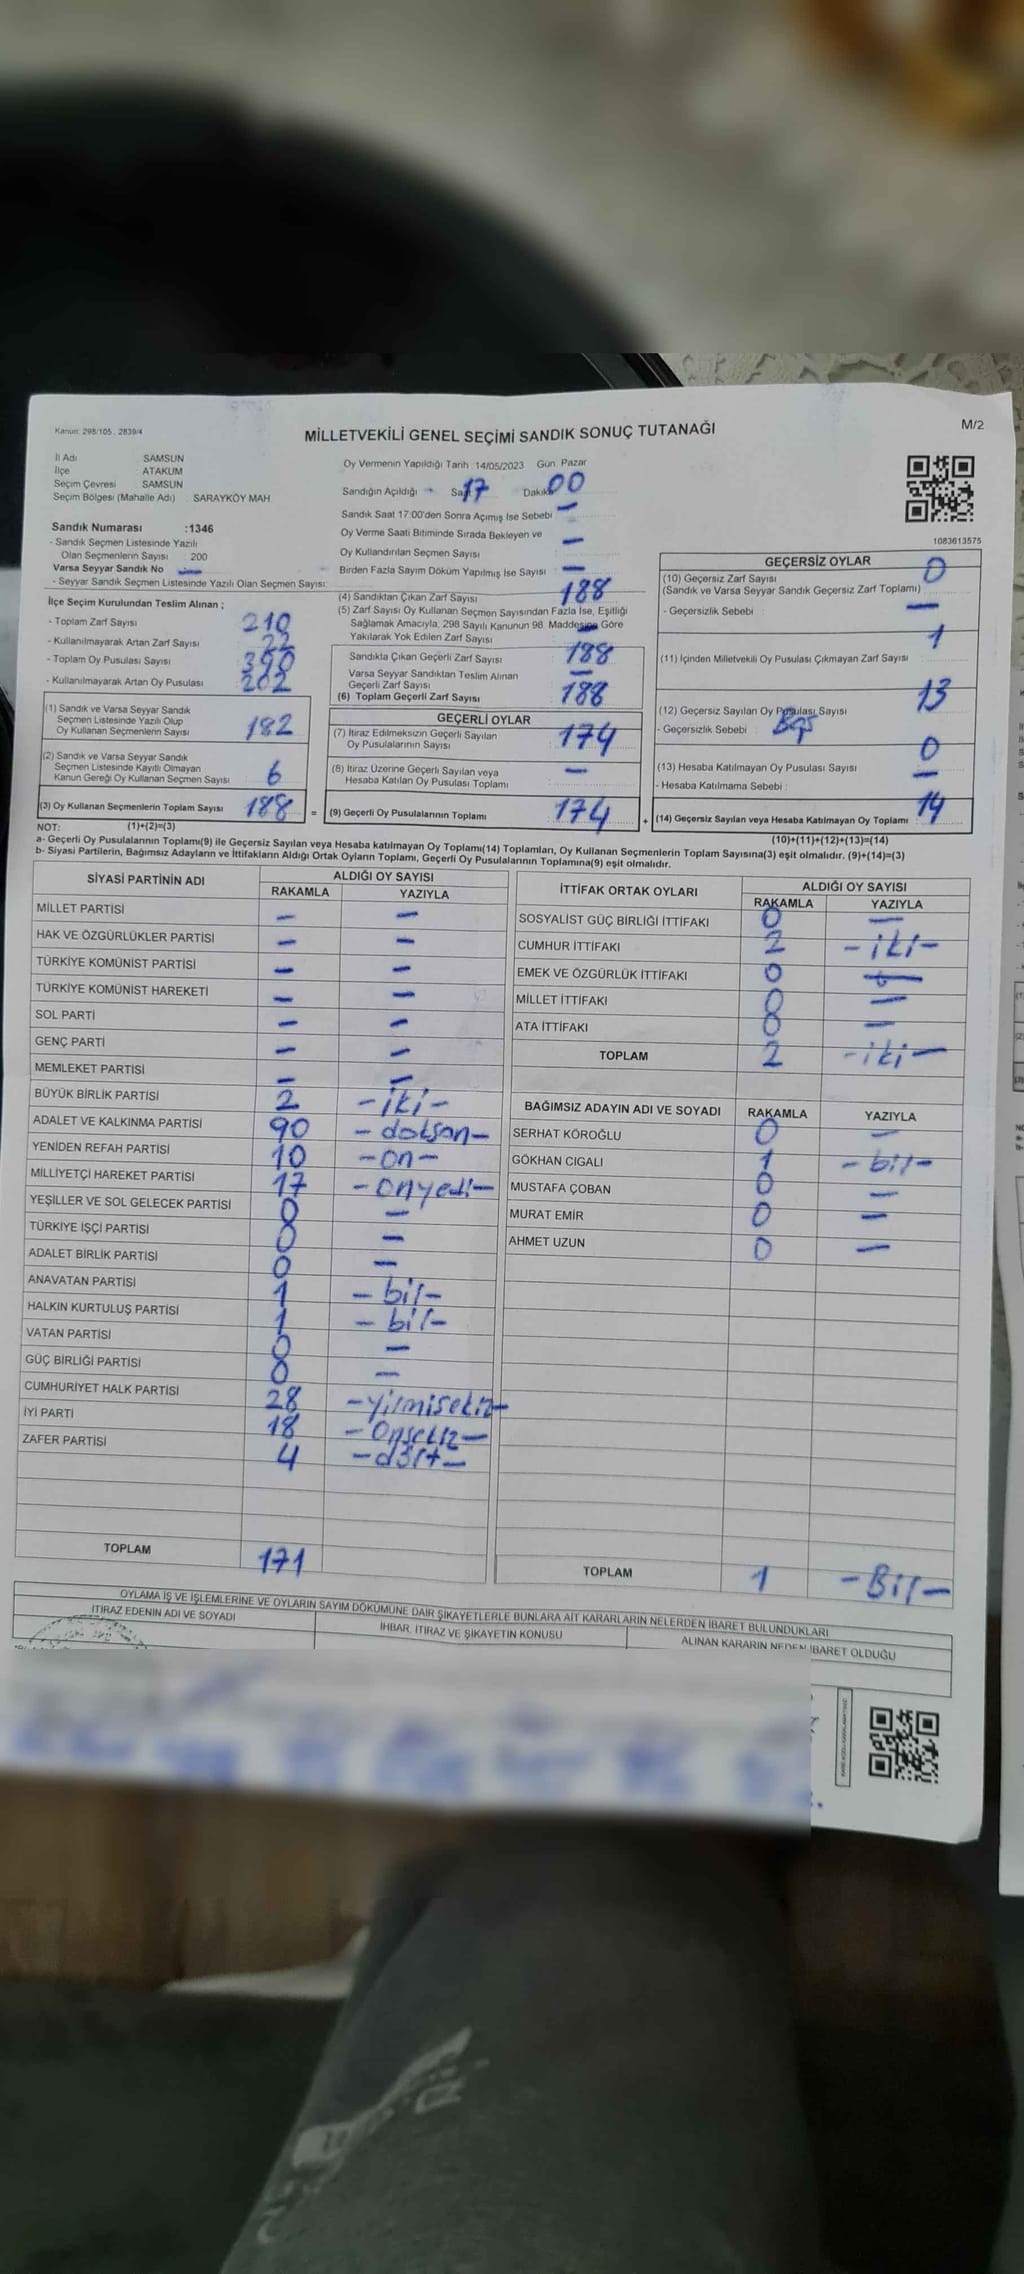 Kanun: 298/105, 2839/4
MİLLETVEKİLİ GENEL SEÇİMİ SANDIK SONUÇ TUTANAĞI
M/2
İl Adı : SAMSUN
İlçe : ATAKUM
Seçim Çevresi : SAMSUN
Seçim Bölgesi (Mahalle Adı) : SARAYKÖY MAH
Sandık Numarası :1346
- Sandık Seçmen Listesinde Yazılı
Olan Seçmenlerin Sayısı : 200
Varsa Seyyar Sandık No —
- Seyyar Sandık Seçmen Listesinde Yazılı Olan Seçmen Sayısı:
Oy Vermenin Yapıldığı Tarih : 14/05/2023 Gün: Pazar
Sandığın Açıldığı - Saat 17 Dakika 00
Sandık Saat 17:00'den Sonra Açımış İse Sebebi —
Oy Verme Saati Bitiminde Sırada Bekleyen ve
Oy Kullandırılan Seçmen Sayısı —
Birden Fazla Sayım Döküm Yapılmış İse Sayısı —
1083613575
İlçe Seçim Kurulundan Teslim Alınan ;
- Toplam Zarf Sayısı 210
- Kullanılmayarak Artan Zarf Sayısı 22
- Toplam Oy Pusulası Sayısı 390
- Kullanılmayarak Artan Oy Pusulası 202
(1) Sandık ve Varsa Seyyar Sandık
Seçmen Listesinde Yazılı Olup
Oy Kullanan Seçmenlerin Sayısı 182
(2) Sandık ve Varsa Seyyar Sandık
Seçmen Listesinde Kayıtlı Olmayan
Kanun Gereği Oy Kullanan Seçmen Sayısı 6
(3) Oy Kullanan Seçmenlerin Toplam Sayısı 188 =
(4) Sandıktan Çıkan Zarf Sayısı 188
(5) Zarf Sayısı Oy Kullanan Seçmen Sayısından Fazla İse, Eşitliği
Sağlamak Amacıyla, 298 Sayılı Kanunun 98. Maddesine Göre
Yakılarak Yok Edilen Zarf Sayısı —
Sandıkta Çıkan Geçerli Zarf Sayısı 188
Varsa Seyyar Sandıktan Teslim Alınan
Geçerli Zarf Sayısı —
(6) Toplam Geçerli Zarf Sayısı 188
GEÇERLİ OYLAR
(7) İtiraz Edilmeksizin Geçerli Sayılan
Oy Pusulalarının Sayısı 174
(8) İtiraz Üzerine Geçerli Sayılan veya
Hesaba Katılan Oy Pusulası Toplamı —
(9) Geçerli Oy Pusulalarının Toplamı 174 +
GEÇERSİZ OYLAR
(10) Geçersiz Zarf Sayısı 0
(Sandık ve Varsa Seyyar Sandık Geçersiz Zarf Toplamı)
- Geçersizlik Sebebi : —
(11) İçinden Milletvekili Oy Pusulası Çıkmayan Zarf Sayısı 1
(12) Geçersiz Sayılan Oy Pusulası Sayısı 13
- Geçersizlik Sebebi : Boş
(13) Hesaba Katılmayan Oy Pusulası Sayısı 0
- Hesaba Katılmama Sebebi : —
(14) Geçersiz Sayılan veya Hesaba Katılmayan Oy Toplamı 14
NOT: (1)+(2)=(3) (10)+(11)+(12)+(13)=(14)
a- Geçerli Oy Pusulalarının Toplamı(9) ile Geçersiz Sayılan veya Hesaba katılmayan Oy Toplamı(14) Toplamları, Oy Kullanan Seçmenlerin Toplam Sayısına(3) eşit olmalıdır. (9)+(14)=(3)
b- Siyasi Partilerin, Bağımsız Adayların ve İttifakların Aldığı Ortak Oyların Toplamı, Geçerli Oy Pusulalarının Toplamına(9) eşit olmalıdır.
SİYASİ PARTİNİN ADI ALDIĞI OY SAYISI
RAKAMLA YAZIYLA
MİLLET PARTİSİ — —
HAK VE ÖZGÜRLÜKLER PARTİSİ — —
TÜRKİYE KOMÜNİST PARTİSİ — —
TÜRKİYE KOMÜNİST HAREKETİ — —
SOL PARTİ — —
GENÇ PARTİ — —
MEMLEKET PARTİSİ — —
BÜYÜK BİRLİK PARTİSİ 2 -iki-
ADALET VE KALKINMA PARTİSİ 90 -doksan-
YENİDEN REFAH PARTİSİ 10 -on-
MİLLİYETÇİ HAREKET PARTİSİ 17 -onyedi-
YEŞİLLER VE SOL GELECEK PARTİSİ 0 —
TÜRKİYE İŞÇİ PARTİSİ 0 —
ADALET BİRLİK PARTİSİ 0 —
ANAVATAN PARTİSİ 1 -bir-
HALKIN KURTULUŞ PARTİSİ 1 -bir-
VATAN PARTİSİ 0 —
GÜÇ BİRLİĞİ PARTİSİ 0 —
CUMHURİYET HALK PARTİSİ 28 -Yirmisekiz-
İYİ PARTİ 18 -Onsekiz-
ZAFER PARTİSİ 4 -dört-
TOPLAM 171
İTTİFAK ORTAK OYLARI ALDIĞI OY SAYISI
RAKAMLA YAZIYLA
SOSYALİST GÜÇ BİRLİĞİ İTTİFAKI 0 —
CUMHUR İTTİFAKI 2 -iki-
EMEK VE ÖZGÜRLÜK İTTİFAKI 0 —
MİLLET İTTİFAKI 0 —
ATA İTTİFAKI 0 —
TOPLAM 2 -iki-
BAĞIMSIZ ADAYIN ADI VE SOYADI RAKAMLA YAZIYLA
SERHAT KÖROĞLU 0 —
GÖKHAN CIGALI 1 -bir-
MUSTAFA ÇOBAN 0 —
MURAT EMİR 0 —
AHMET UZUN 0 —
TOPLAM 1 -Bir-
OYLAMA İŞ VE İŞLEMLERİNE VE OYLARIN SAYIM DÖKÜMÜNE DAİR ŞİKAYETLERLE BUNLARA AİT KARARLARIN NELERDEN İBARET BULUNDUKLARI
İTİRAZ EDENİN ADI VE SOYADI
İHBAR, İTİRAZ VE ŞİKAYETİN KONUSU
ALINAN KARARIN NEDEN İBARET OLDUĞU